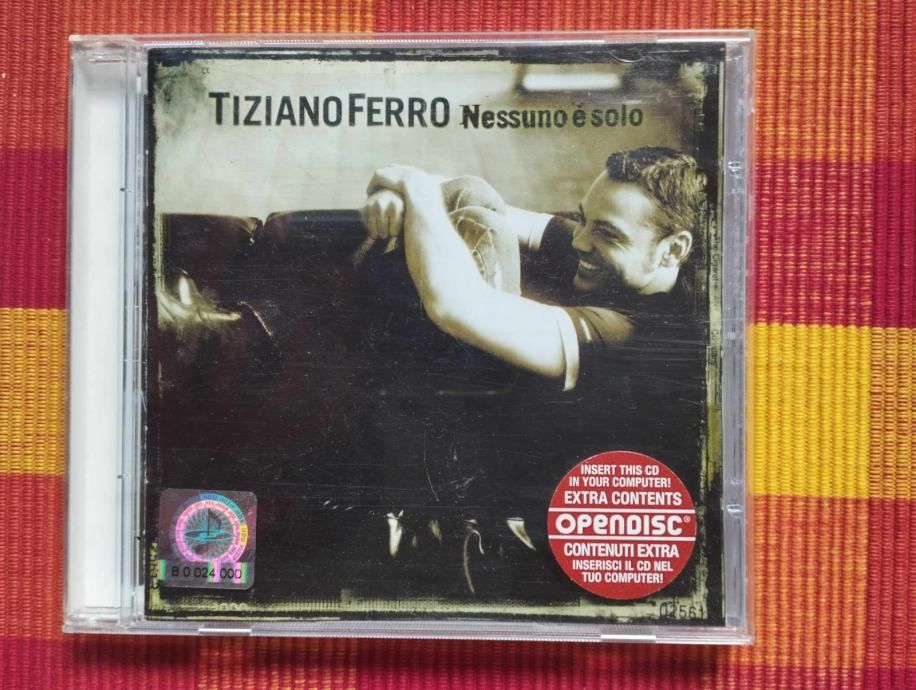 TIZIANO FERRO Nessuno è solo
INSERT THIS CD
IN YOUR COMPUTER!
EXTRA CONTENTS
OPENDISC®
CONTENUTI EXTRA
INSERISCI IL CD NEL
TUO COMPUTER!
B 0 024 000
02561